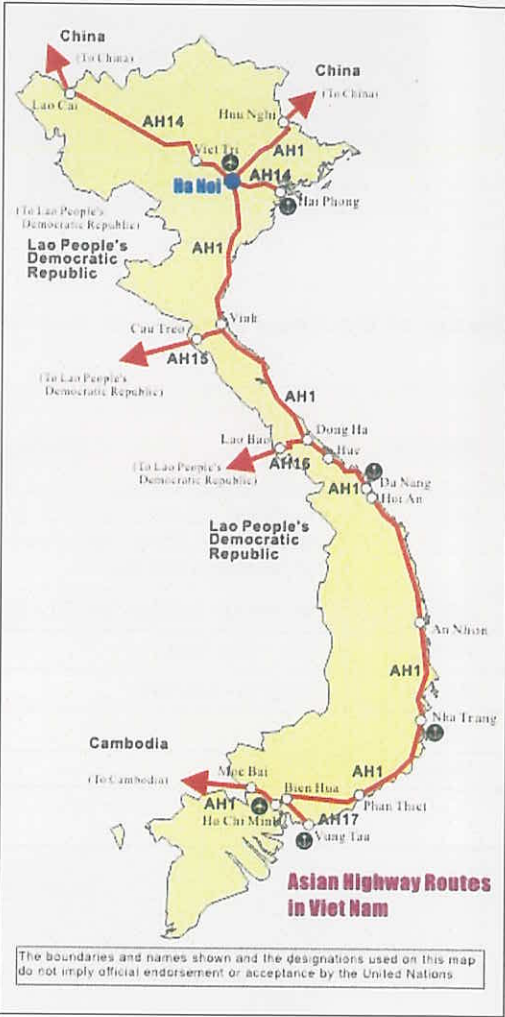 China
(To China)
China
(To China)
Lao Cai
Huu Nghi
AH14
AH1
Viet Tri
AH14
Ha Noi
Hai Phong
(To Lao People's
Democratic Republic)
Lao People's
Democratic
Republic
AH1
Vinh
Cau Treo
AH15
(To Lao People's
Democratic Republic)
AH1
Dong Ha
Lao Bao
Hue
AH16
(To Lao People's
Democratic Republic)
AH1
Da Nang
Hoi An
Lao People's
Democratic
Republic
An Nhon
AH1
Nha Trang
Cambodia
(To Cambodia)
Moc Bai
AH1
Bien Hua
AH1
Phan Thiet
Ho Chi Minh
AH17
Vung Tau
Asian Highway Routes
in Viet Nam
The boundaries and names shown and the designations used on this map
do not imply official endorsement or acceptance by the United Nations